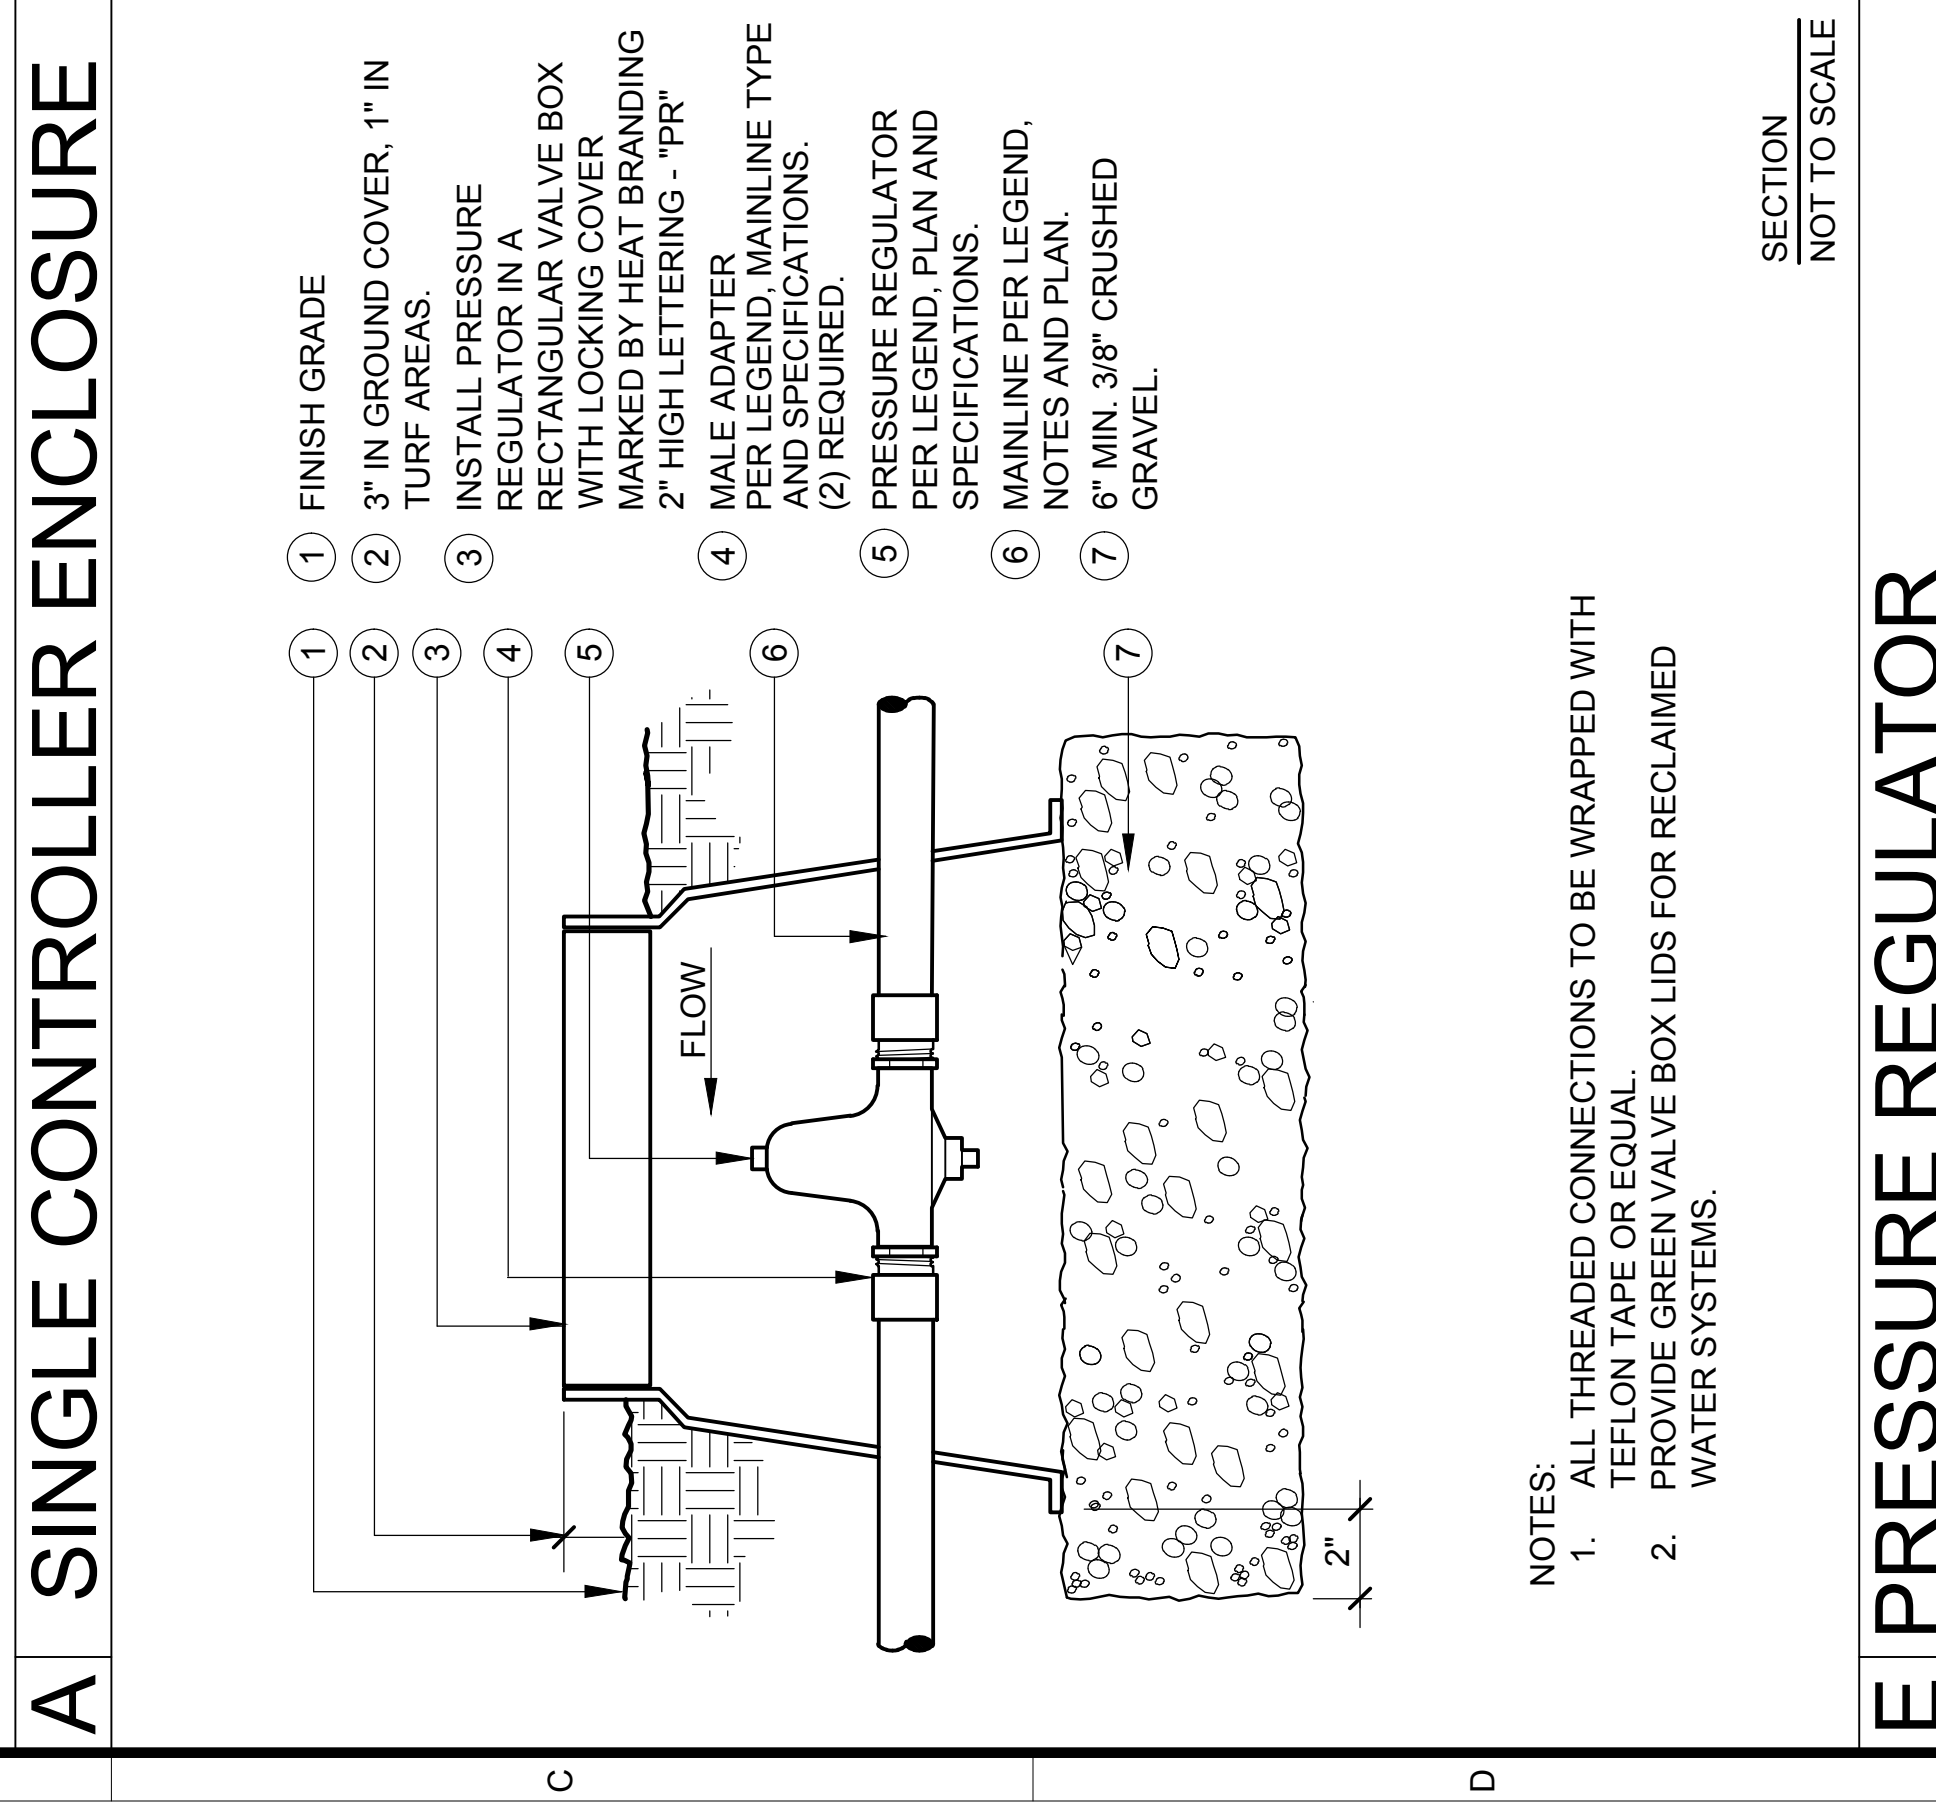 A SINGLE CONTROLLER ENCLOSURE
1
2
3
4
5
6
7
FLOW
2"
1 FINISH GRADE
2 3" IN GROUND COVER, 1" IN
TURF AREAS.
3 INSTALL PRESSURE
REGULATOR IN A
RECTANGULAR VALVE BOX
WITH LOCKING COVER
MARKED BY HEAT BRANDING
2" HIGH LETTERING - "PR"
4 MALE ADAPTER
PER LEGEND, MAINLINE TYPE
AND SPECIFICATIONS.
(2) REQUIRED.
5 PRESSURE REGULATOR
PER LEGEND, PLAN AND
SPECIFICATIONS.
6 MAINLINE PER LEGEND,
NOTES AND PLAN.
7 6" MIN. 3/8" CRUSHED
GRAVEL.
NOTES:
1. ALL THREADED CONNECTIONS TO BE WRAPPED WITH
TEFLON TAPE OR EQUAL.
2. PROVIDE GREEN VALVE BOX LIDS FOR RECLAIMED
WATER SYSTEMS.
SECTION
NOT TO SCALE
E PRESSURE REGULATOR
C
D